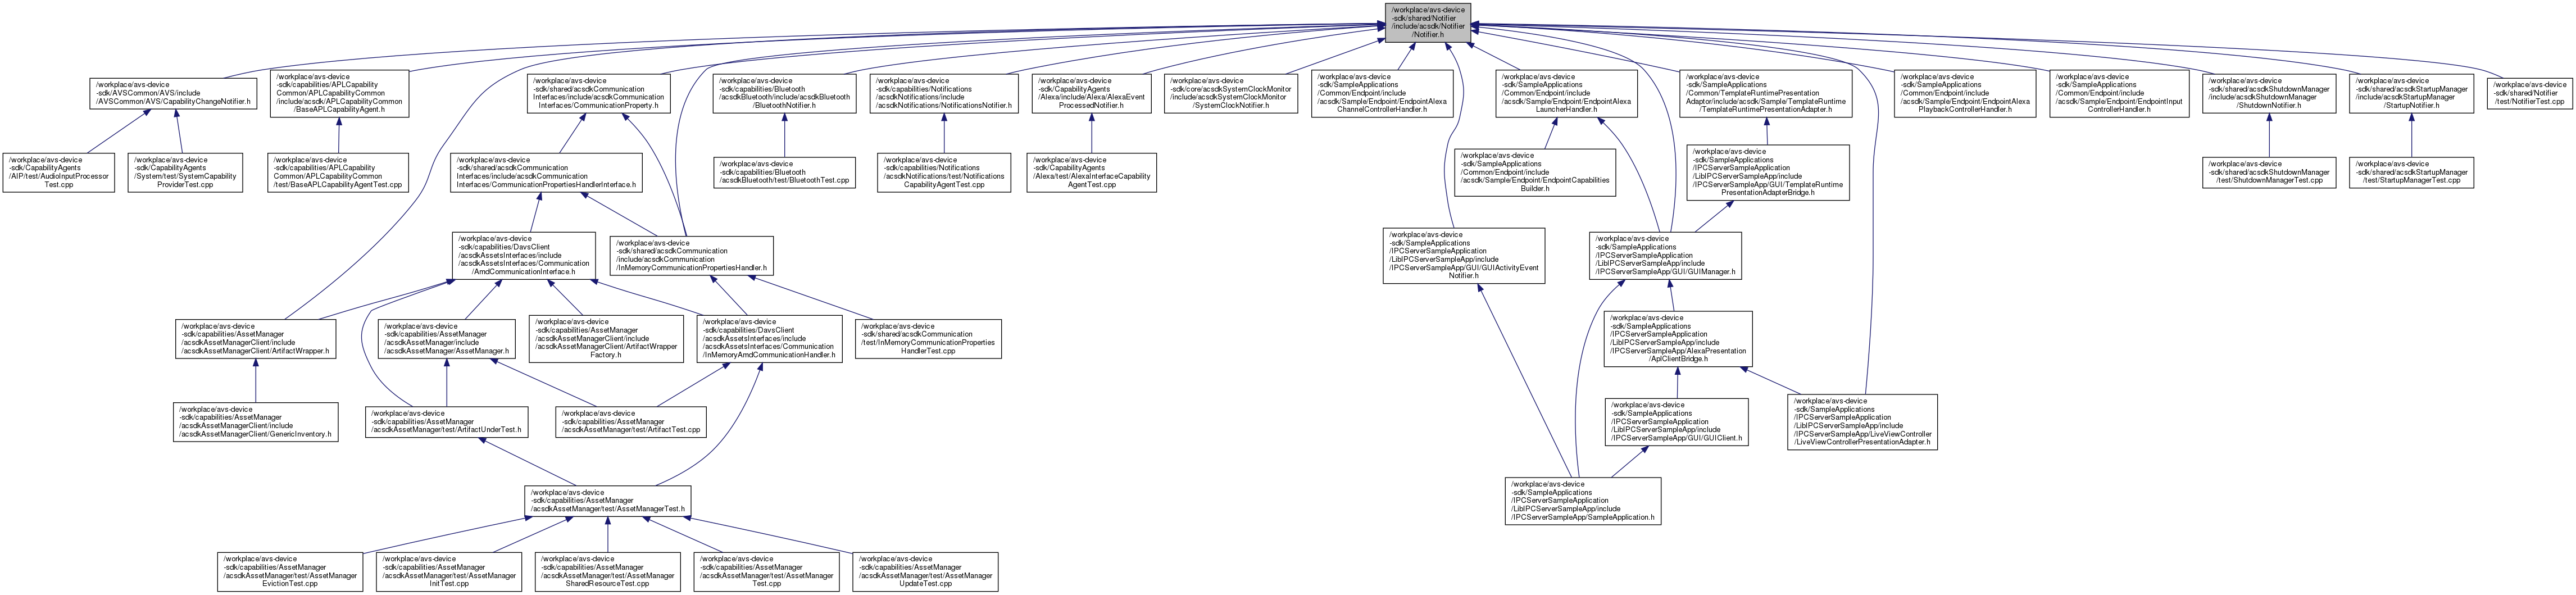 /workplace/avs-device
-sdk/shared/Notifier
/include/acsdk/Notifier
/Notifier.h
/workplace/avs-device
-sdk/AVSCommon/AVS/include
/AVSCommon/AVS/CapabilityChangeNotifier.h
/workplace/avs-device
-sdk/capabilities/APLCapability
Common/APLCapabilityCommon
/include/acsdk/APLCapabilityCommon
/BaseAPLCapabilityAgent.h
/workplace/avs-device
-sdk/shared/acsdkCommunication
Interfaces/include/acsdkCommunication
Interfaces/CommunicationProperty.h
/workplace/avs-device
-sdk/capabilities/Bluetooth
/acsdkBluetooth/include/acsdkBluetooth
/BluetoothNotifier.h
/workplace/avs-device
-sdk/capabilities/Notifications
/acsdkNotifications/include
/acsdkNotifications/NotificationsNotifier.h
/workplace/avs-device
-sdk/CapabilityAgents
/Alexa/include/Alexa/AlexaEvent
ProcessedNotifier.h
/workplace/avs-device
-sdk/core/acsdkSystemClockMonitor
/include/acsdkSystemClockMonitor
/SystemClockNotifier.h
/workplace/avs-device
-sdk/SampleApplications
/Common/Endpoint/include
/acsdk/Sample/Endpoint/EndpointAlexa
ChannelControllerHandler.h
/workplace/avs-device
-sdk/SampleApplications
/Common/Endpoint/include
/acsdk/Sample/Endpoint/EndpointAlexa
LauncherHandler.h
/workplace/avs-device
-sdk/SampleApplications
/Common/TemplateRuntimePresentation
Adaptor/include/acsdk/Sample/TemplateRuntime
/TemplateRuntimePresentationAdapter.h
/workplace/avs-device
-sdk/SampleApplications
/Common/Endpoint/include
/acsdk/Sample/Endpoint/EndpointAlexa
PlaybackControllerHandler.h
/workplace/avs-device
-sdk/SampleApplications
/Common/Endpoint/include
/acsdk/Sample/Endpoint/EndpointInput
ControllerHandler.h
/workplace/avs-device
-sdk/shared/acsdkShutdownManager
/include/acsdkShutdownManager
/ShutdownNotifier.h
/workplace/avs-device
-sdk/shared/acsdkStartupManager
/include/acsdkStartupManager
/StartupNotifier.h
/workplace/avs-device
-sdk/shared/Notifier
/test/NotifierTest.cpp
/workplace/avs-device
-sdk/CapabilityAgents
/AIP/test/AudioInputProcessor
Test.cpp
/workplace/avs-device
-sdk/CapabilityAgents
/System/test/SystemCapability
ProviderTest.cpp
/workplace/avs-device
-sdk/capabilities/APLCapability
Common/APLCapabilityCommon
/test/BaseAPLCapabilityAgentTest.cpp
/workplace/avs-device
-sdk/shared/acsdkCommunication
Interfaces/include/acsdkCommunication
Interfaces/CommunicationPropertiesHandlerInterface.h
/workplace/avs-device
-sdk/capabilities/Bluetooth
/acsdkBluetooth/test/BluetoothTest.cpp
/workplace/avs-device
-sdk/capabilities/Notifications
/acsdkNotifications/test/Notifications
CapabilityAgentTest.cpp
/workplace/avs-device
-sdk/CapabilityAgents
/Alexa/test/AlexaInterfaceCapability
AgentTest.cpp
/workplace/avs-device
-sdk/SampleApplications
/Common/Endpoint/include
/acsdk/Sample/Endpoint/EndpointCapabilities
Builder.h
/workplace/avs-device
-sdk/SampleApplications
/IPCServerSampleApplication
/LibIPCServerSampleApp/include
/IPCServerSampleApp/GUI/TemplateRuntime
PresentationAdapterBridge.h
/workplace/avs-device
-sdk/shared/acsdkShutdownManager
/test/ShutdownManagerTest.cpp
/workplace/avs-device
-sdk/shared/acsdkStartupManager
/test/StartupManagerTest.cpp
/workplace/avs-device
-sdk/capabilities/DavsClient
/acsdkAssetsInterfaces/include
/acsdkAssetsInterfaces/Communication
/AmdCommunicationInterface.h
/workplace/avs-device
-sdk/shared/acsdkCommunication
/include/acsdkCommunication
/InMemoryCommunicationPropertiesHandler.h
/workplace/avs-device
-sdk/SampleApplications
/IPCServerSampleApplication
/LibIPCServerSampleApp/include
/IPCServerSampleApp/GUI/GUIActivityEvent
Notifier.h
/workplace/avs-device
-sdk/SampleApplications
/IPCServerSampleApplication
/LibIPCServerSampleApp/include
/IPCServerSampleApp/GUI/GUIManager.h
/workplace/avs-device
-sdk/capabilities/AssetManager
/acsdkAssetManagerClient/include
/acsdkAssetManagerClient/ArtifactWrapper.h
/workplace/avs-device
-sdk/capabilities/AssetManager
/acsdkAssetManager/include
/acsdkAssetManager/AssetManager.h
/workplace/avs-device
-sdk/capabilities/AssetManager
/acsdkAssetManagerClient/include
/acsdkAssetManagerClient/ArtifactWrapper
Factory.h
/workplace/avs-device
-sdk/capabilities/DavsClient
/acsdkAssetsInterfaces/include
/acsdkAssetsInterfaces/Communication
/InMemoryAmdCommunicationHandler.h
/workplace/avs-device
-sdk/shared/acsdkCommunication
/test/InMemoryCommunicationProperties
HandlerTest.cpp
/workplace/avs-device
-sdk/SampleApplications
/IPCServerSampleApplication
/LibIPCServerSampleApp/include
/IPCServerSampleApp/AlexaPresentation
/AplClientBridge.h
/workplace/avs-device
-sdk/capabilities/AssetManager
/acsdkAssetManagerClient/include
/acsdkAssetManagerClient/GenericInventory.h
/workplace/avs-device
-sdk/capabilities/AssetManager
/acsdkAssetManager/test/ArtifactUnderTest.h
/workplace/avs-device
-sdk/capabilities/AssetManager
/acsdkAssetManager/test/ArtifactTest.cpp
/workplace/avs-device
-sdk/SampleApplications
/IPCServerSampleApplication
/LibIPCServerSampleApp/include
/IPCServerSampleApp/GUI/GUIClient.h
/workplace/avs-device
-sdk/SampleApplications
/IPCServerSampleApplication
/LibIPCServerSampleApp/include
/IPCServerSampleApp/LiveViewController
/LiveViewControllerPresentationAdapter.h
/workplace/avs-device
-sdk/capabilities/AssetManager
/acsdkAssetManager/test/AssetManagerTest.h
/workplace/avs-device
-sdk/SampleApplications
/IPCServerSampleApplication
/LibIPCServerSampleApp/include
/IPCServerSampleApp/SampleApplication.h
/workplace/avs-device
-sdk/capabilities/AssetManager
/acsdkAssetManager/test/AssetManager
EvictionTest.cpp
/workplace/avs-device
-sdk/capabilities/AssetManager
/acsdkAssetManager/test/AssetManager
InitTest.cpp
/workplace/avs-device
-sdk/capabilities/AssetManager
/acsdkAssetManager/test/AssetManager
SharedResourceTest.cpp
/workplace/avs-device
-sdk/capabilities/AssetManager
/acsdkAssetManager/test/AssetManager
Test.cpp
/workplace/avs-device
-sdk/capabilities/AssetManager
/acsdkAssetManager/test/AssetManager
UpdateTest.cpp